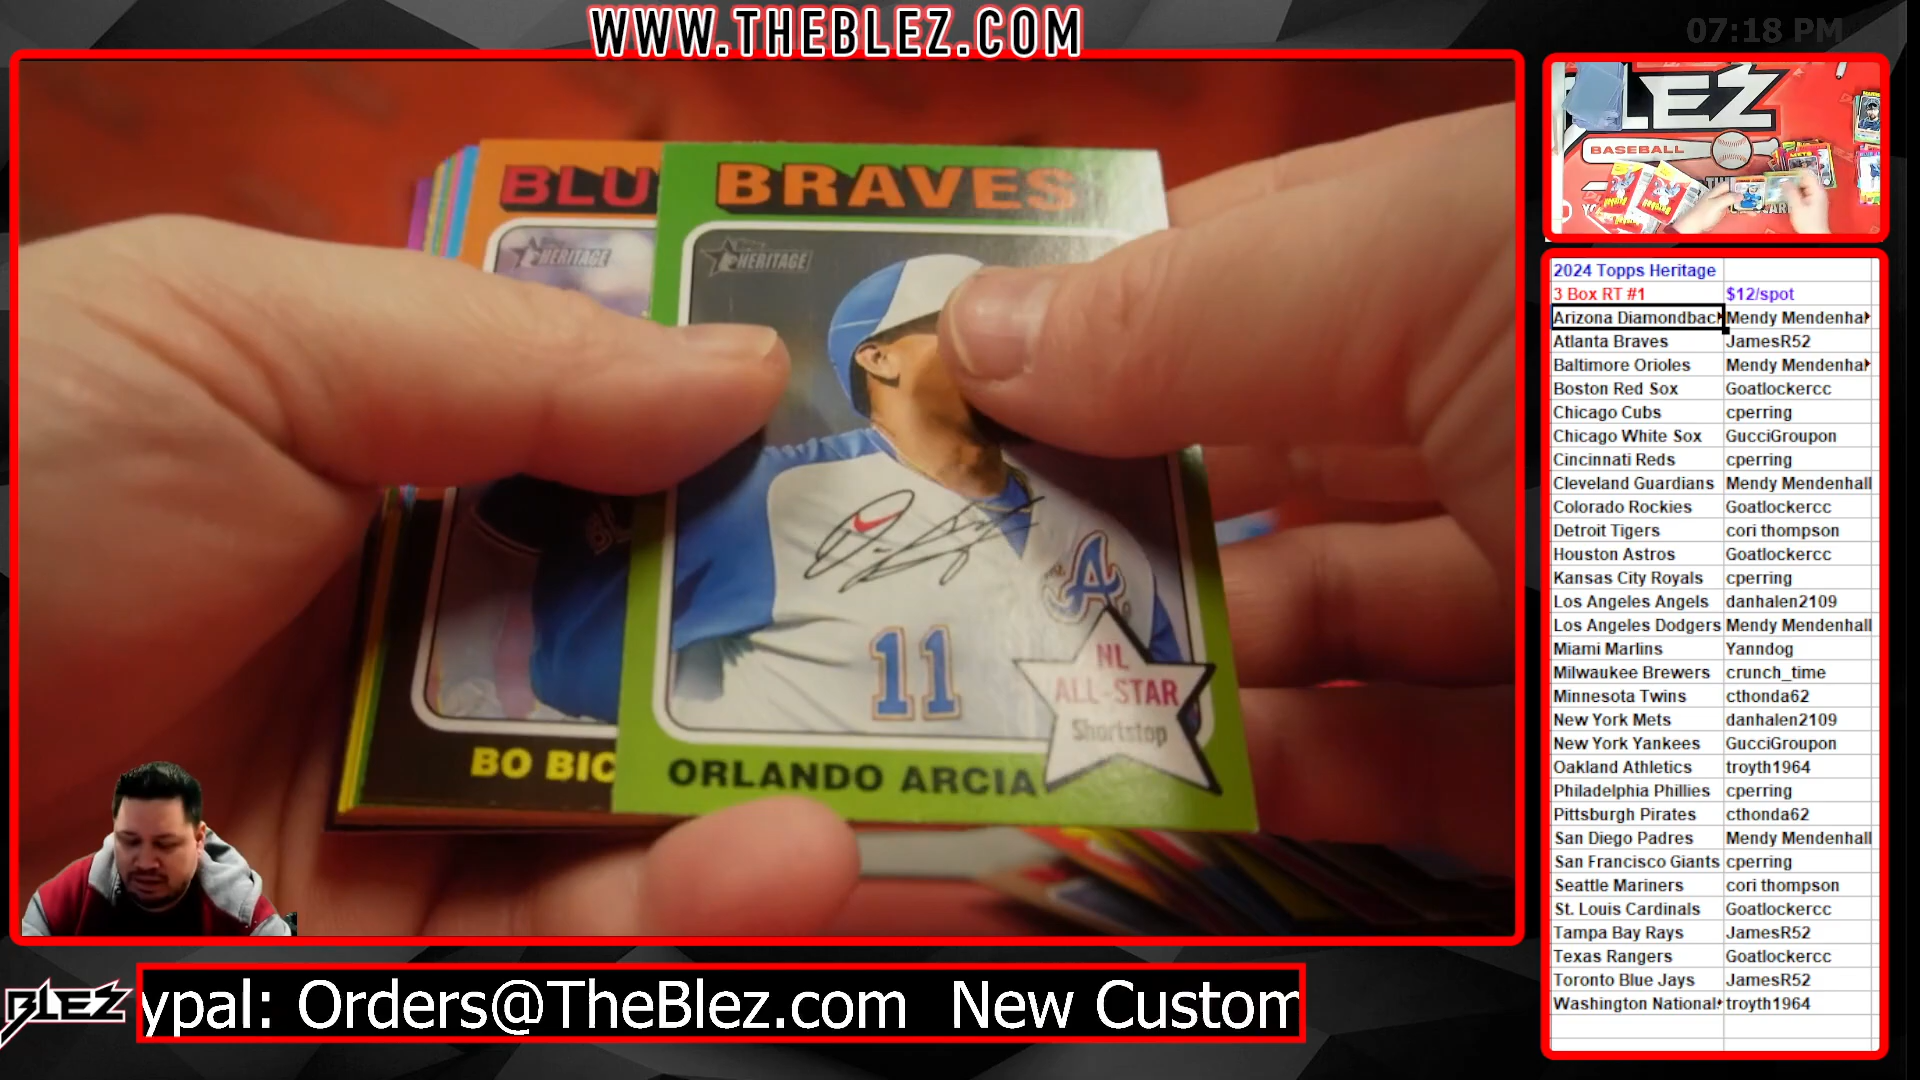 WWW.THEBLEZ.COM
07:18 PM
BLU
BRAVES
HERITAGE
Topps HERITAGE
11
A
NL
ALL-STAR
Shortstop
BO BIC
ORLANDO ARCIA
LEZ
BASEBALL
METS
2024 Topps Heritage
3 Box RT #1 $12/spot
Arizona Diamondbac Mendy Mendenhal
Atlanta Braves JamesR52
Baltimore Orioles Mendy Mendenhal
Boston Red Sox Goatlockercc
Chicago Cubs cperring
Chicago White Sox GucciGroupon
Cincinnati Reds cperring
Cleveland Guardians Mendy Mendenhall
Colorado Rockies Goatlockercc
Detroit Tigers cori thompson
Houston Astros Goatlockercc
Kansas City Royals cperring
Los Angeles Angels danhalen2109
Los Angeles Dodgers Mendy Mendenhall
Miami Marlins Yanndog
Milwaukee Brewers crunch_time
Minnesota Twins cthonda62
New York Mets danhalen2109
New York Yankees GucciGroupon
Oakland Athletics troyth1964
Philadelphia Phillies cperring
Pittsburgh Pirates cthonda62
San Diego Padres Mendy Mendenhall
San Francisco Giants cperring
Seattle Mariners cori thompson
St. Louis Cardinals Goatlockercc
Tampa Bay Rays JamesR52
Texas Rangers Goatlockercc
Toronto Blue Jays JamesR52
Washington National troyth1964
BLEZ
ypal: Orders@TheBlez.com New Custom